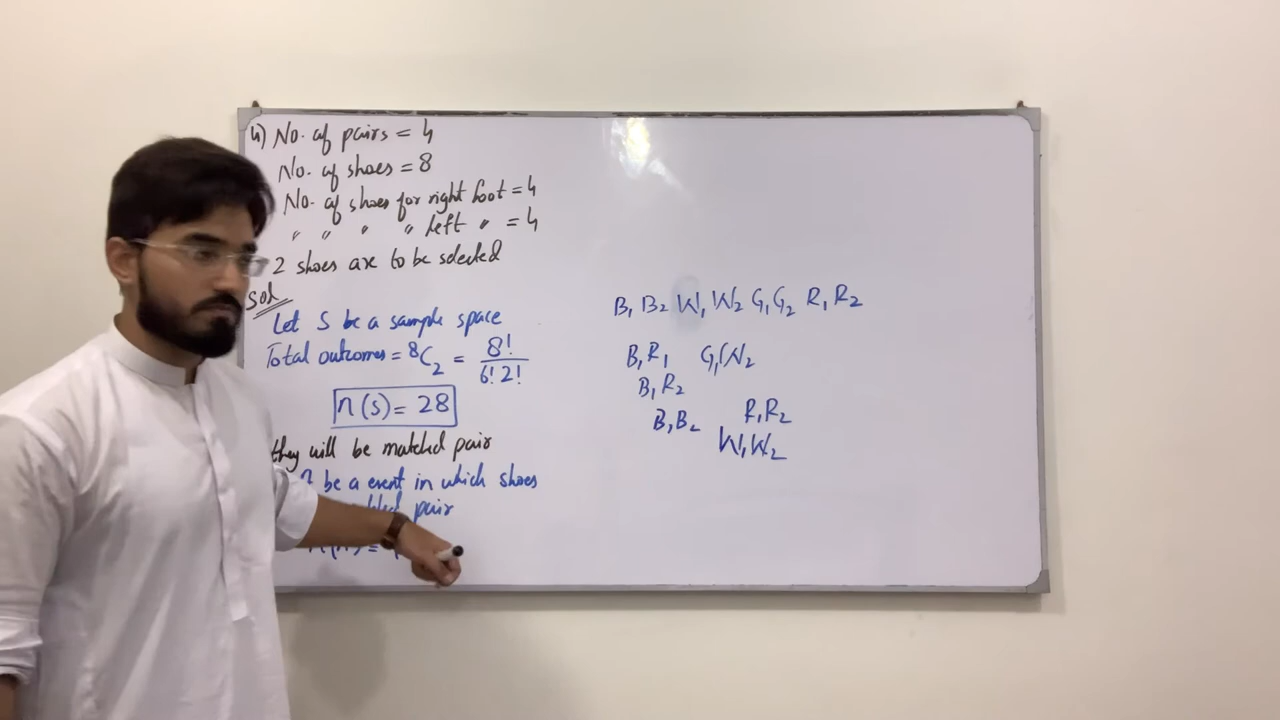 4) No. of pairs = 4
No. of shoes = 8
No. of shoes for right foot = 4
" " " " left " = 4
2 shoes are to be selected
Sol
Let S be a sample space
Total outcomes = ⁸C₂ = 8! / 6! 2!
n(s) = 28
they will be matched pair
be a event in which shoes
pair
B₁ B₂ W₁ W₂ G₁ G₂ R₁ R₂
B₁R₁ G₁W₂
B₁R₂
B₁B₂ R₁R₂
W₁W₂